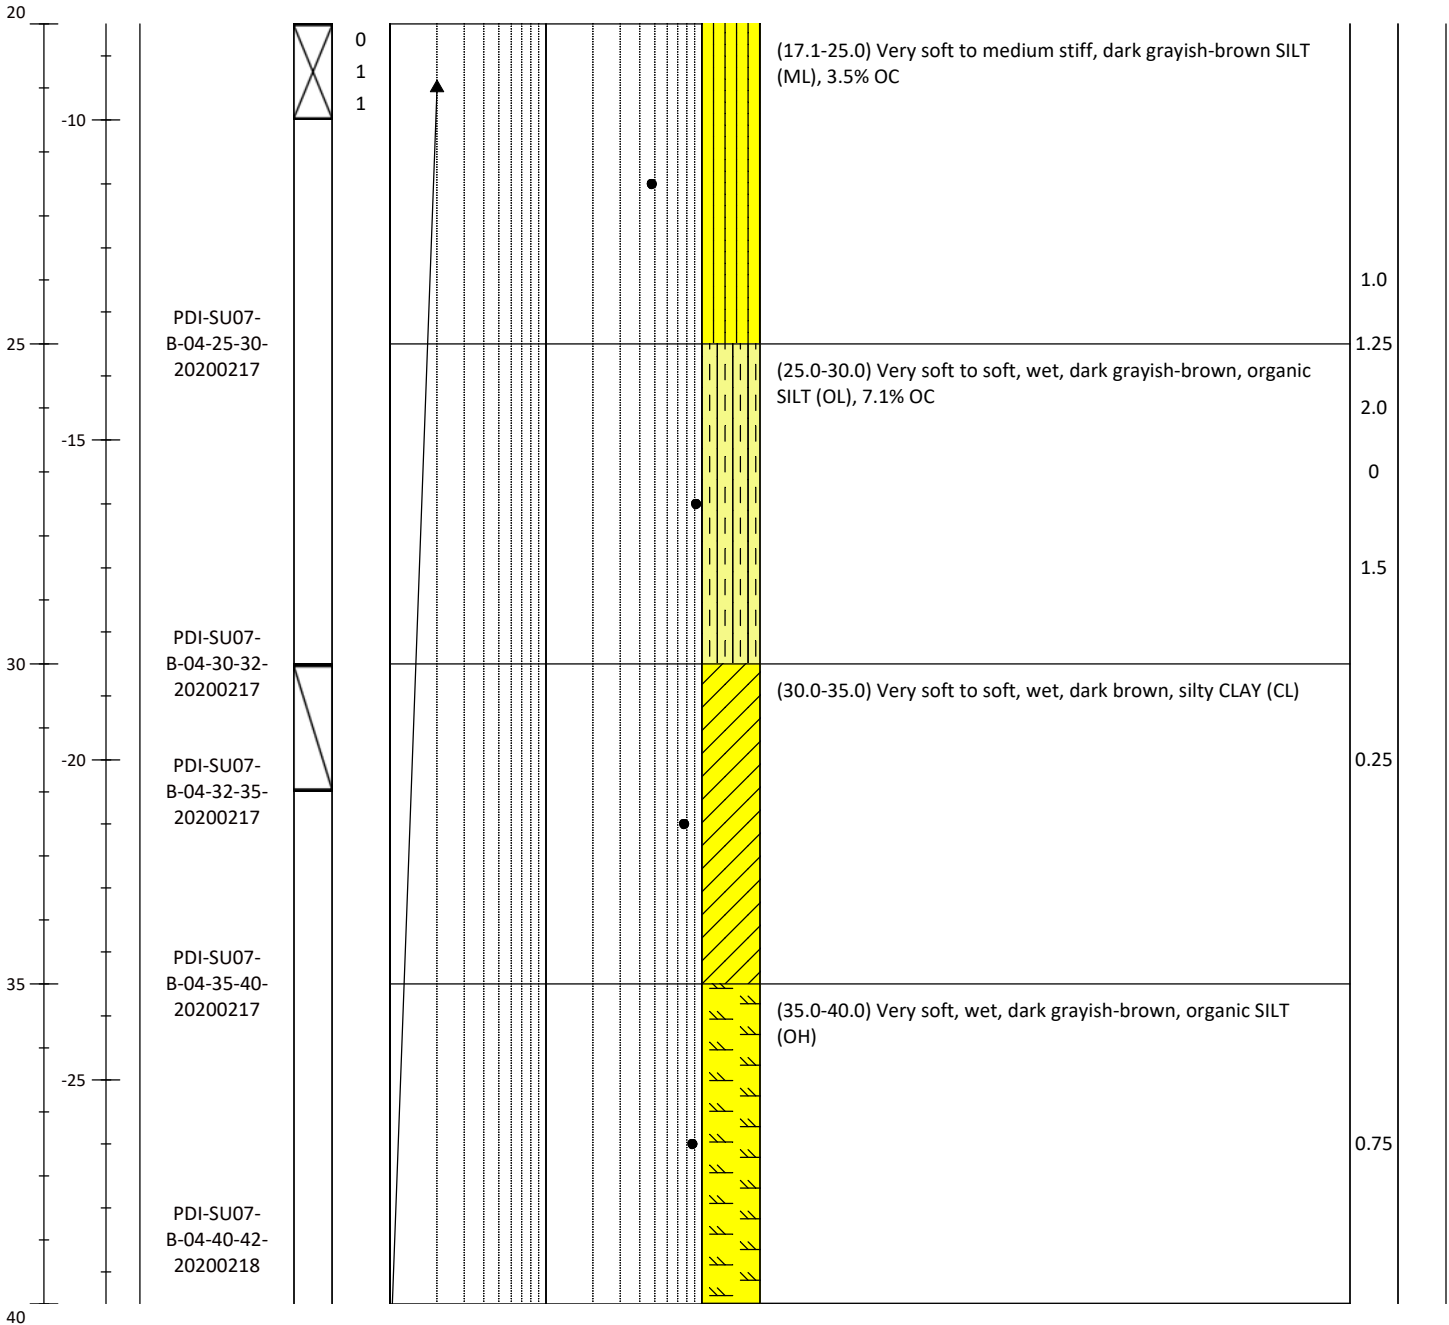 20
0
1
1
(17.1-25.0) Very soft to medium stiff, dark grayish-brown SILT
(ML), 3.5% OC
-10
1.0
PDI-SU07-
B-04-25-30-
20200217
25
1.25
(25.0-30.0) Very soft to soft, wet, dark grayish-brown, organic
SILT (OL), 7.1% OC
2.0
-15
0
1.5
PDI-SU07-
B-04-30-32-
20200217
30
(30.0-35.0) Very soft to soft, wet, dark brown, silty CLAY (CL)
-20
0.25
PDI-SU07-
B-04-32-35-
20200217
PDI-SU07-
B-04-35-40-
20200217
35
(35.0-40.0) Very soft, wet, dark grayish-brown, organic SILT
(OH)
-25
0.75
PDI-SU07-
B-04-40-42-
20200218
40